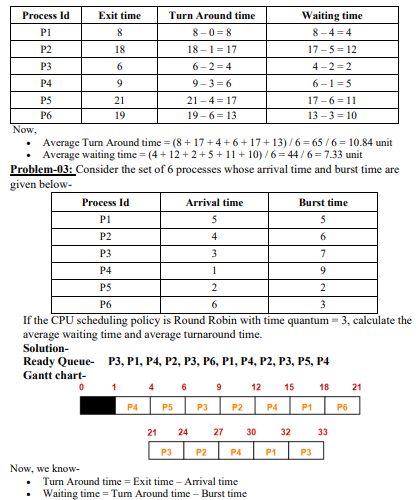 Process Id Exit time Turn Around time Waiting time
P1 8 8 – 0 = 8 8 – 4 = 4
P2 18 18 – 1 = 17 17 – 5 = 12
P3 6 6 – 2 = 4 4 – 2 = 2
P4 9 9 – 3 = 6 6 – 1 = 5
P5 21 21 – 4 = 17 17 – 6 = 11
P6 19 19 – 6 = 13 13 – 3 = 10
Now,
• Average Turn Around time = (8 + 17 + 4 + 6 + 17 + 13) / 6 = 65 / 6 = 10.84 unit
• Average waiting time = (4 + 12 + 2 + 5 + 11 + 10) / 6 = 44 / 6 = 7.33 unit
Problem-03: Consider the set of 6 processes whose arrival time and burst time are
given below-
Process Id Arrival time Burst time
P1 5 5
P2 4 6
P3 3 7
P4 1 9
P5 2 2
P6 6 3
If the CPU scheduling policy is Round Robin with time quantum = 3, calculate the
average waiting time and average turnaround time.
Solution-
Ready Queue- P3, P1, P4, P2, P3, P6, P1, P4, P2, P3, P5, P4
Gantt chart-
0 1 4 6 9 12 15 18 21
P4 P5 P3 P2 P4 P1 P6
21 24 27 30 32 33
P3 P2 P4 P1 P3
Now, we know-
• Turn Around time = Exit time – Arrival time
• Waiting time = Turn Around time – Burst time